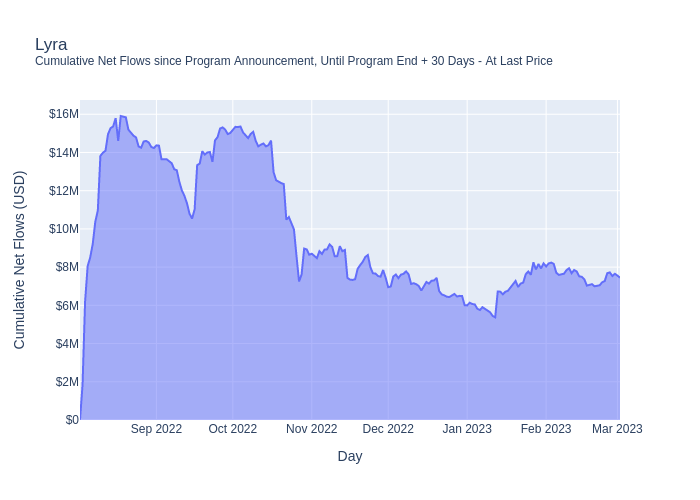 Lyra
Cumulative Net Flows since Program Announcement, Until Program End + 30 Days - At Last Price
Cumulative Net Flows (USD)
$16M
$14M
$12M
$10M
$8M
$6M
$4M
$2M
$0
Sep 2022
Oct 2022
Nov 2022
Dec 2022
Jan 2023
Feb 2023
Mar 2023
Day